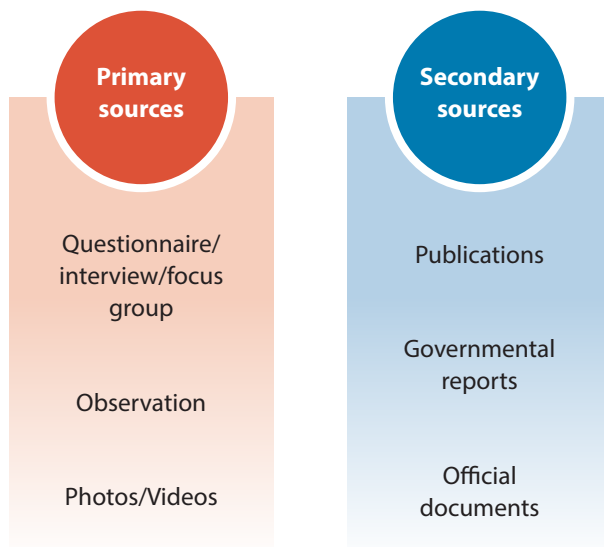 Primary
sources
Questionnaire/
interview/focus
group
Observation
Photos/Videos
Secondary
sources
Publications
Governmental
reports
Official
documents